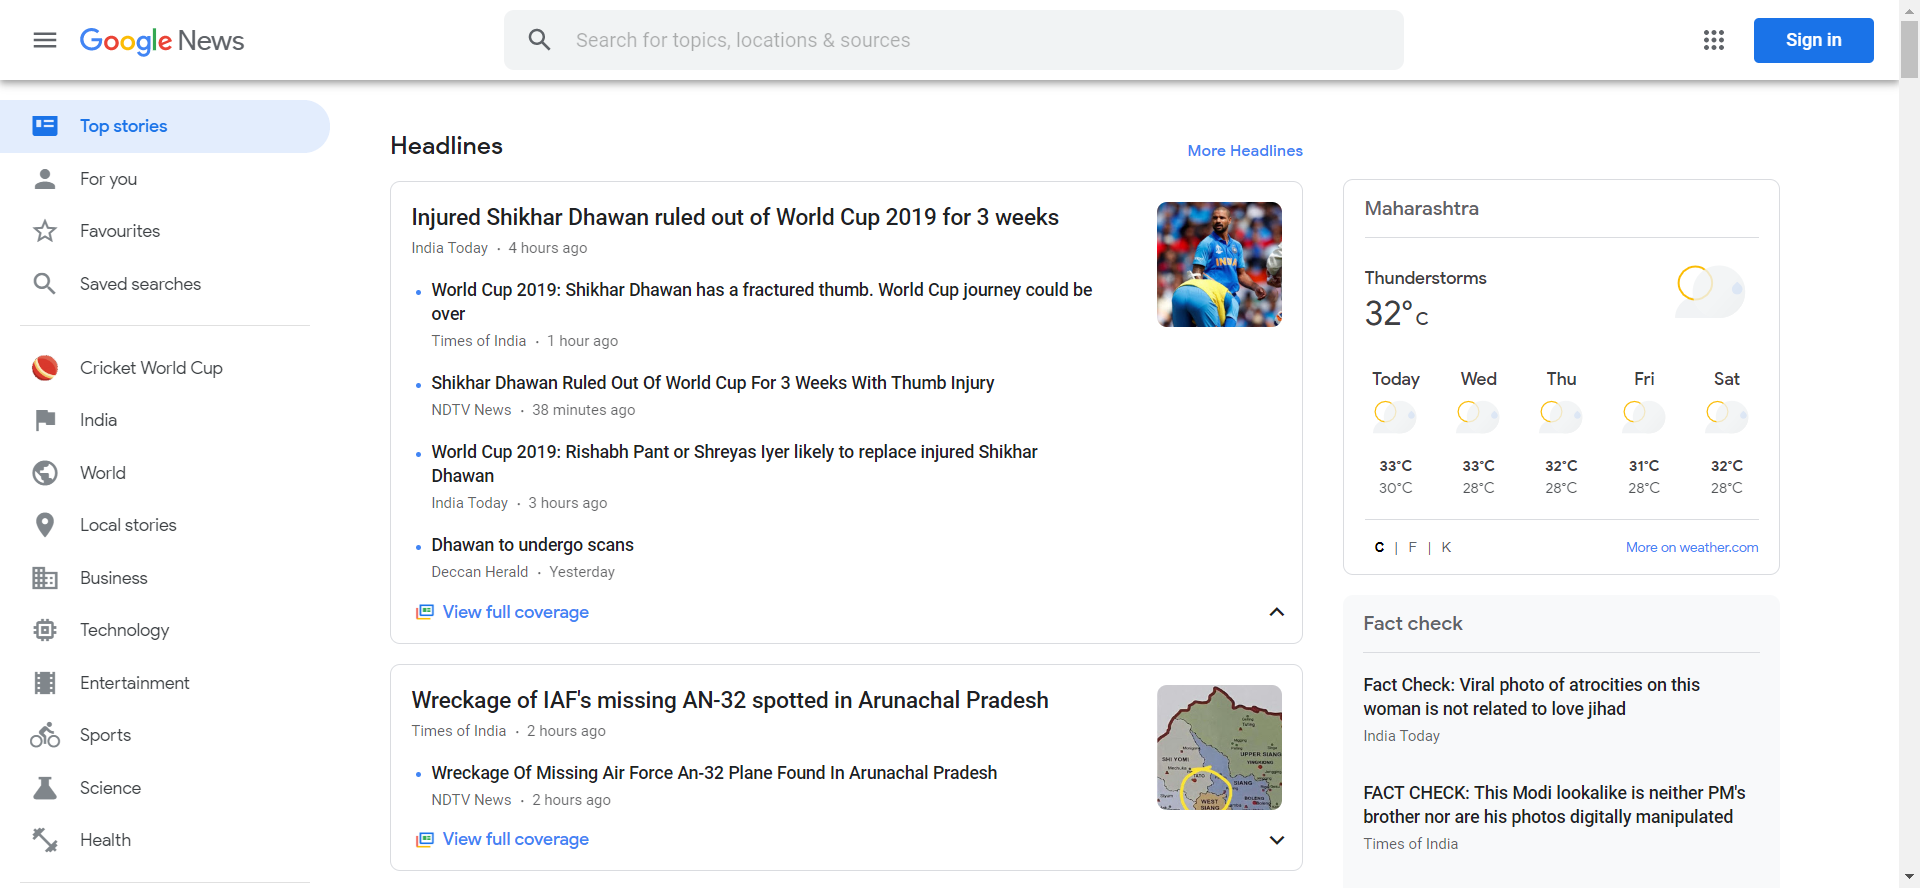 Google News
Search for topics, locations & sources
Sign in
Top stories
For you
Favourites
Saved searches
Cricket World Cup
India
World
Local stories
Business
Technology
Entertainment
Sports
Science
Health
Headlines
More Headlines
Injured Shikhar Dhawan ruled out of World Cup 2019 for 3 weeks
India Today · 4 hours ago
World Cup 2019: Shikhar Dhawan has a fractured thumb. World Cup journey could be
over
Times of India · 1 hour ago
Shikhar Dhawan Ruled Out Of World Cup For 3 Weeks With Thumb Injury
NDTV News · 38 minutes ago
World Cup 2019: Rishabh Pant or Shreyas Iyer likely to replace injured Shikhar
Dhawan
India Today · 3 hours ago
Dhawan to undergo scans
Deccan Herald · Yesterday
View full coverage
Wreckage of IAF's missing AN-32 spotted in Arunachal Pradesh
Times of India · 2 hours ago
Wreckage Of Missing Air Force An-32 Plane Found In Arunachal Pradesh
NDTV News · 2 hours ago
View full coverage
UPPER SIANG
SHI YOMI
SIANG
WEST
SIANG
Maharashtra
Thunderstorms
32°C
Today Wed Thu Fri Sat
33°C 33°C 32°C 31°C 32°C
30°C 28°C 28°C 28°C 28°C
C | F | K
More on weather.com
Fact check
Fact Check: Viral photo of atrocities on this
woman is not related to love jihad
India Today
FACT CHECK: This Modi lookalike is neither PM's
brother nor are his photos digitally manipulated
Times of India